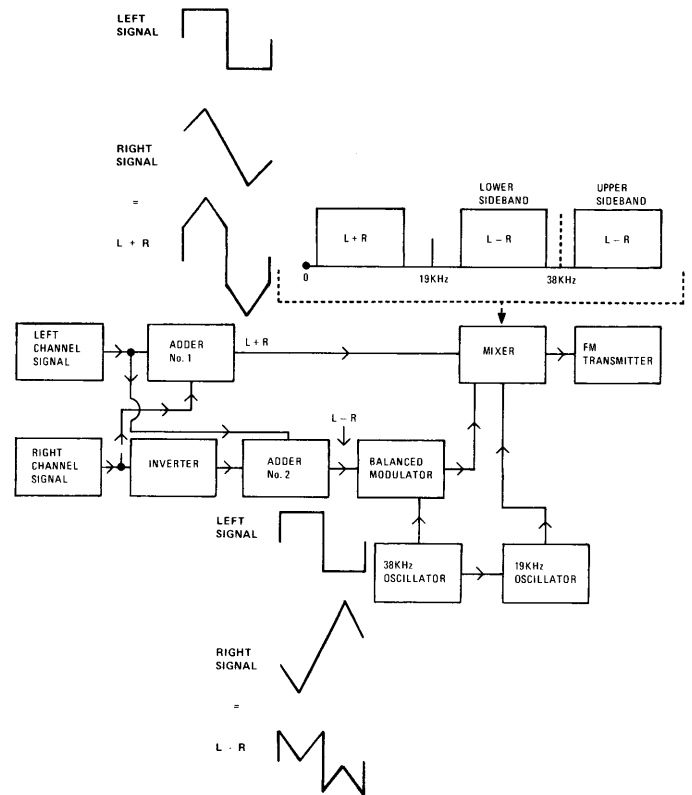 LEFT
SIGNAL
RIGHT
SIGNAL
=
L + R
LOWER
SIDEBAND
UPPER
SIDEBAND
L + R
L – R
L – R
0
19KHz
38KHz
LEFT
CHANNEL
SIGNAL
ADDER
No. 1
L+R
MIXER
FM
TRANSMITTER
L – R
RIGHT
CHANNEL
SIGNAL
INVERTER
ADDER
No. 2
BALANCED
MODULATOR
LEFT
SIGNAL
38KHz
OSCILLATOR
19KHz
OSCILLATOR
RIGHT
SIGNAL
=
L - R